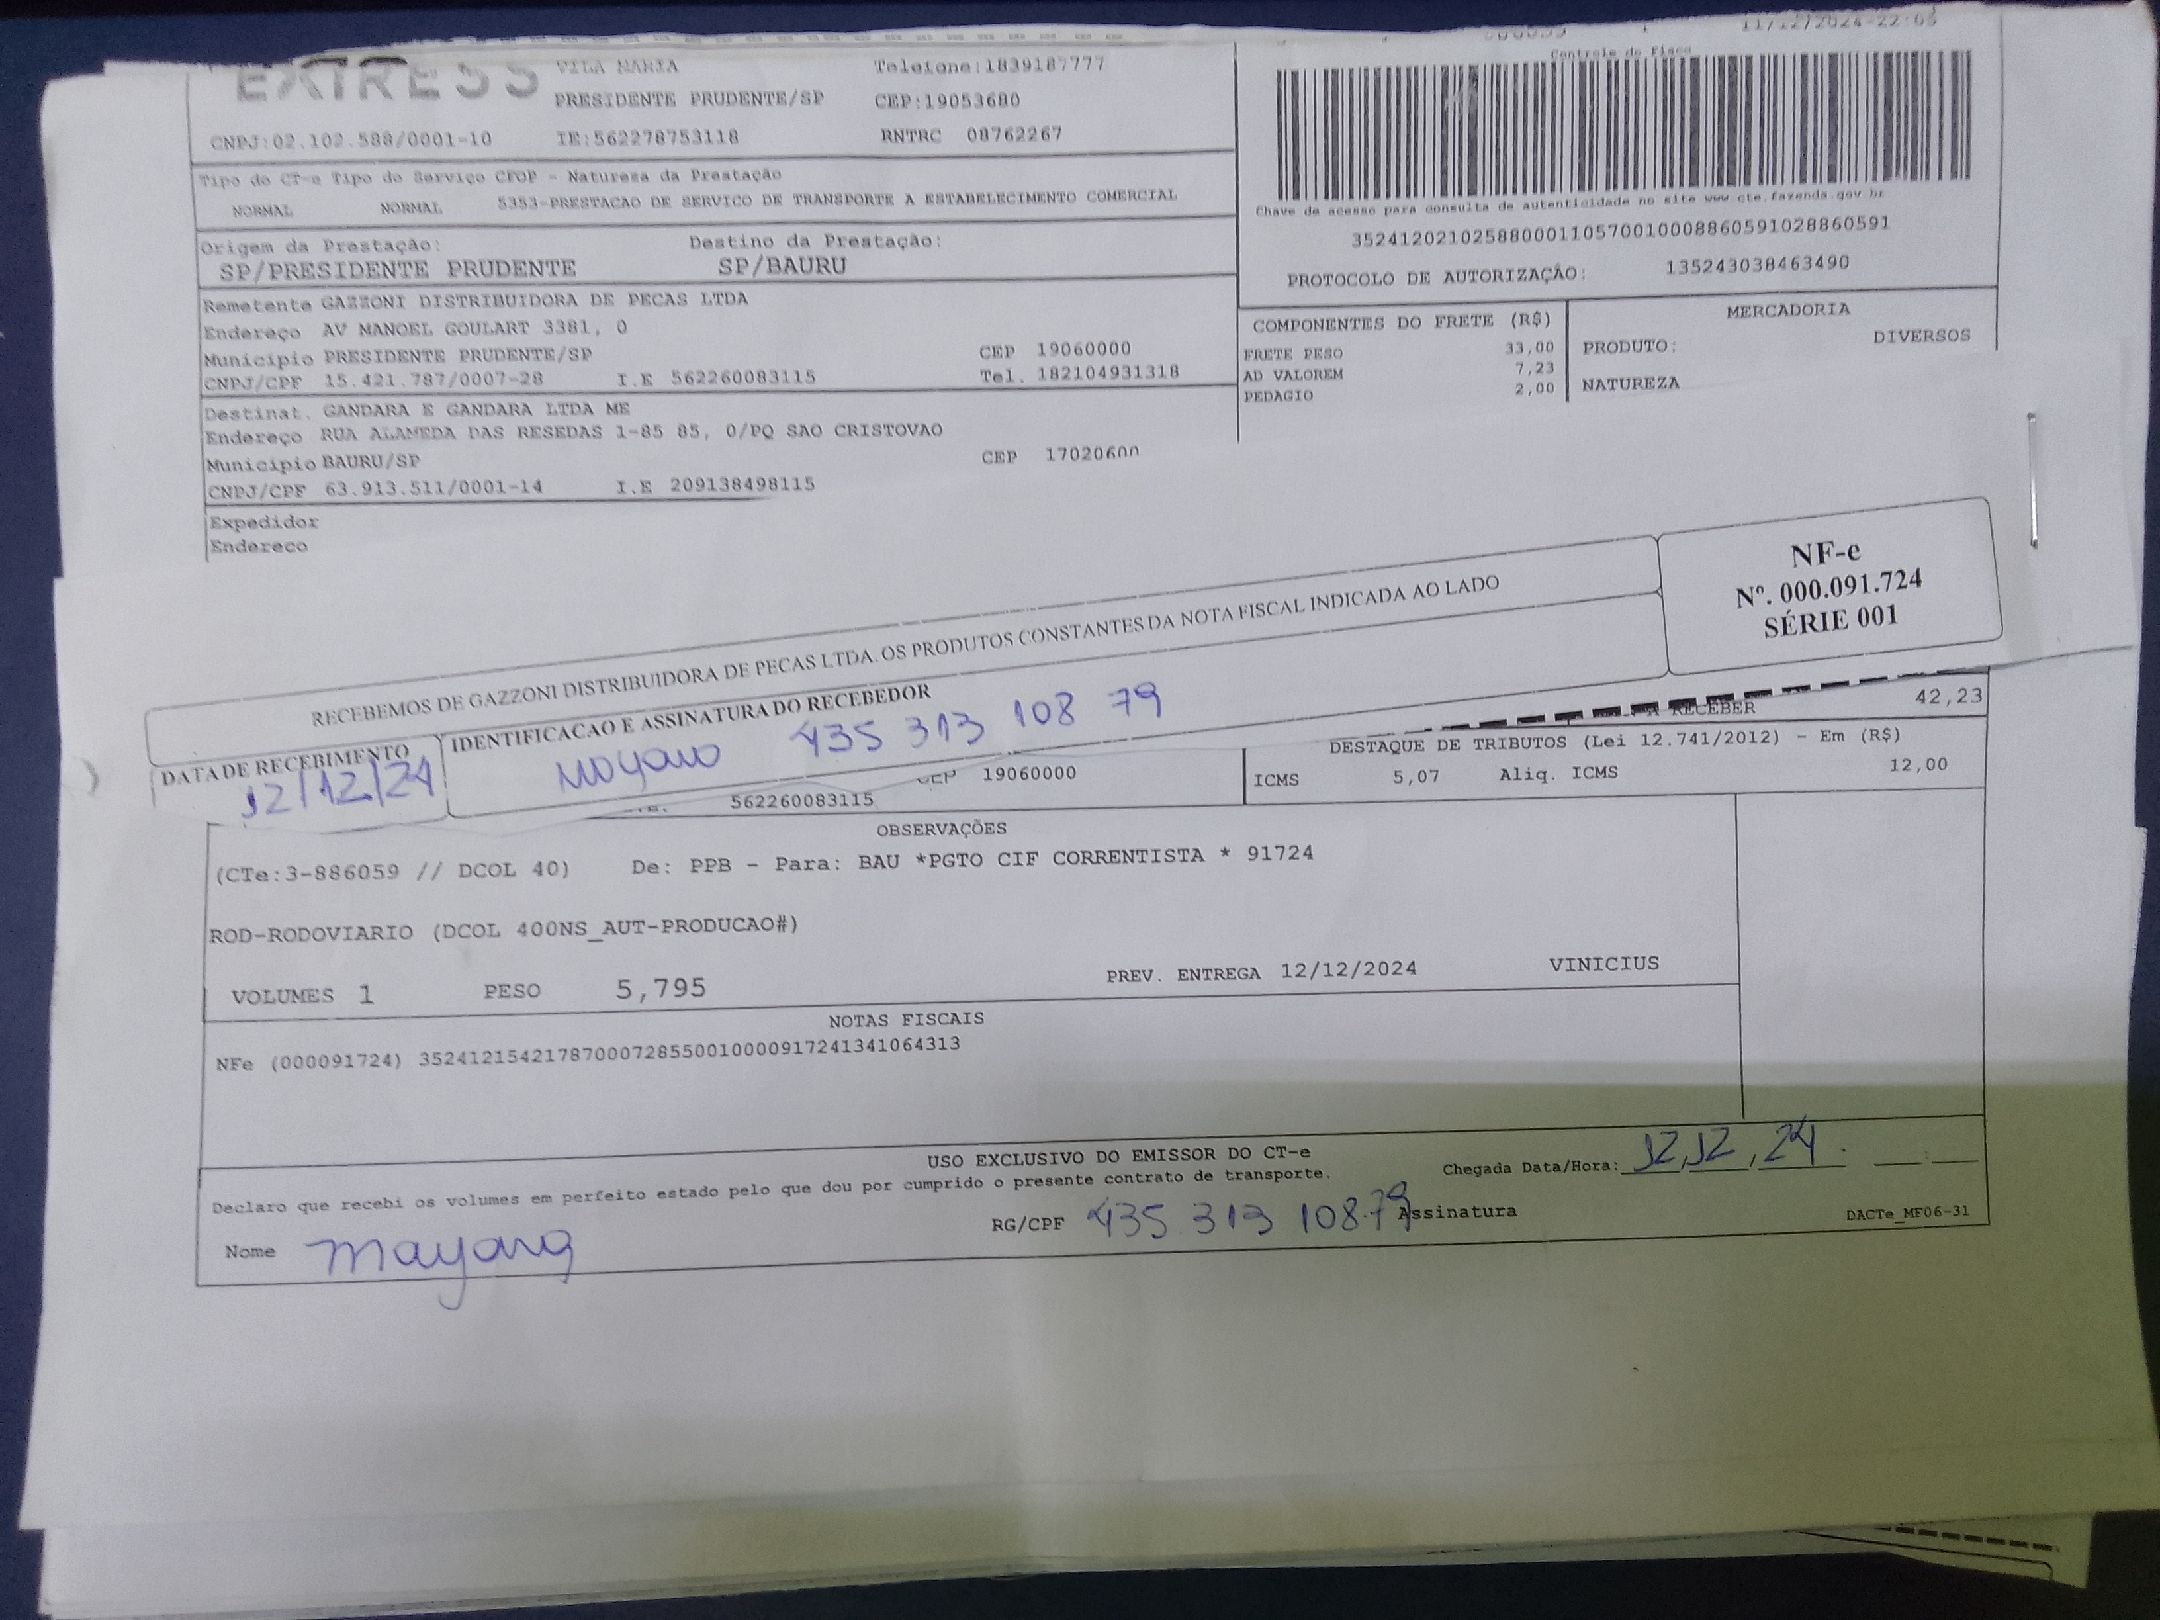 EXPRESS
VILA MARIA Telefone:1839187777
PRESIDENTE PRUDENTE/SP CEP:19053680
CNPJ:02.102.588/0001-10 IE:562278753118 RNTRC 08762267
11/12/2024-22:05
Controle do Fisco
Tipo do CT-e Tipo do Serviço CFOP - Natureza da Prestação
NORMAL NORMAL 5353-PRESTACAO DE SERVICO DE TRANSPORTE A ESTABELECIMENTO COMERCIAL
Chave de acesso para consulta de autenticidade no site www.cte.fazenda.gov.br
35241202102588000110570010008860591028860591
PROTOCOLO DE AUTORIZAÇÃO: 135243038463490
Origem da Prestação: Destino da Prestação:
SP/PRESIDENTE PRUDENTE SP/BAURU
Remetente GAZZONI DISTRIBUIDORA DE PECAS LTDA
Endereço AV MANOEL GOULART 3381, 0
Município PRESIDENTE PRUDENTE/SP CEP 19060000
CNPJ/CPF 15.421.787/0007-28 I.E 562260083115 Tel. 182104931318
COMPONENTES DO FRETE (R$)
FRETE PESO 33,00
AD VALOREM 7,23
PEDAGIO 2,00
MERCADORIA
PRODUTO: DIVERSOS
NATUREZA
Destinat. GANDARA E GANDARA LTDA ME
Endereço RUA ALAMEDA DAS RESEDAS 1-85 85, 0/PQ SAO CRISTOVAO
Município BAURU/SP CEP 17020600
CNPJ/CPF 63.913.511/0001-14 I.E 209138498115
Expedidor
Endereco
RECEBEMOS DE GAZZONI DISTRIBUIDORA DE PECAS LTDA. OS PRODUTOS CONSTANTES DA NOTA FISCAL INDICADA AO LADO
NF-e
Nº. 000.091.724
SÉRIE 001
DATA DE RECEBIMENTO
12/12/24
IDENTIFICACAO E ASSINATURA DO RECEBEDOR
435 313 108 79
A RECEBER 42,23
DESTAQUE DE TRIBUTOS (Lei 12.741/2012) - Em (R$)
ICMS 5,07 Aliq. ICMS 12,00
CEP 19060000
562260083115
OBSERVAÇÕES
(CTe:3-886059 // DCOL 40) De: PPB - Para: BAU *PGTO CIF CORRENTISTA * 91724
ROD-RODOVIARIO (DCOL 400NS_AUT-PRODUCAO#)
VOLUMES 1 PESO 5,795 PREV. ENTREGA 12/12/2024 VINICIUS
NOTAS FISCAIS
NFe (000091724) 35241215421787000728550010000917241341064313
USO EXCLUSIVO DO EMISSOR DO CT-e
Declaro que recebi os volumes em perfeito estado pelo que dou por cumprido o presente contrato de transporte.
Chegada Data/Hora: 12,12,24
Nome mayara RG/CPF 435 313 108.79 Assinatura
DACTe_MF06-31